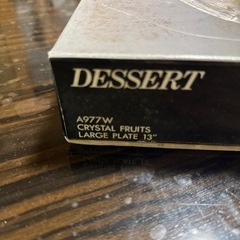 DESSERT
A977W
CRYSTAL FRUITS
LARGE PLATE 13"